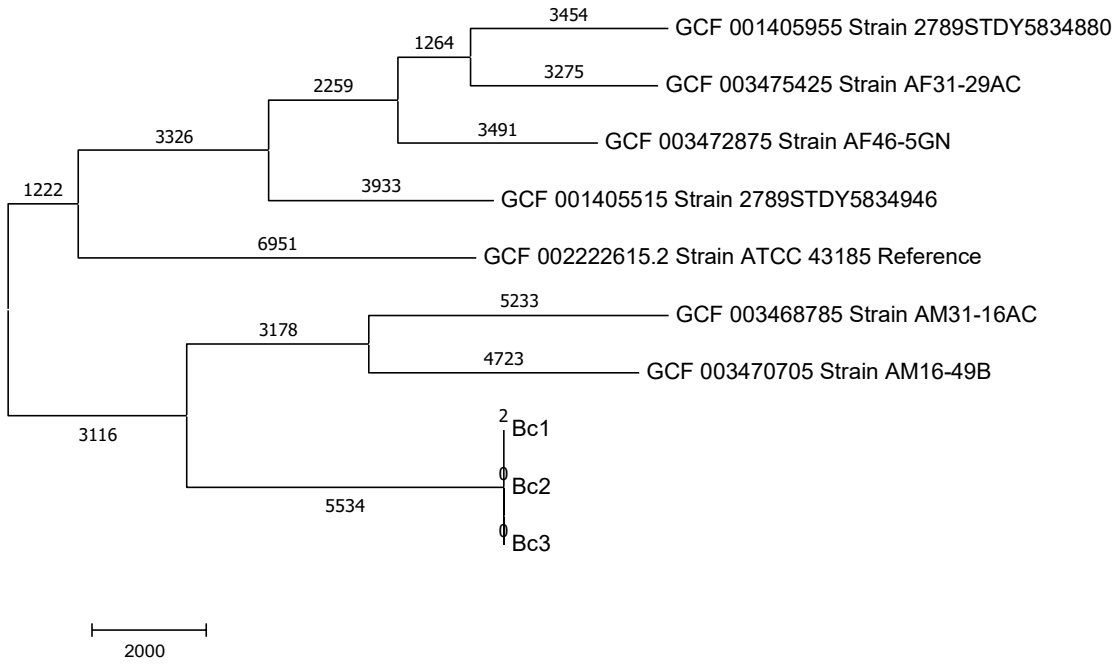 3454
GCF 001405955 Strain 2789STDY5834880
1264
3275
GCF 003475425 Strain AF31-29AC
2259
3491
GCF 003472875 Strain AF46-5GN
3326
3933
GCF 001405515 Strain 2789STDY5834946
1222
6951
GCF 002222615.2 Strain ATCC 43185 Reference
5233
GCF 003468785 Strain AM31-16AC
3178
4723
GCF 003470705 Strain AM16-49B
3116
2
Bc1
0
Bc2
5534
0
Bc3
2000